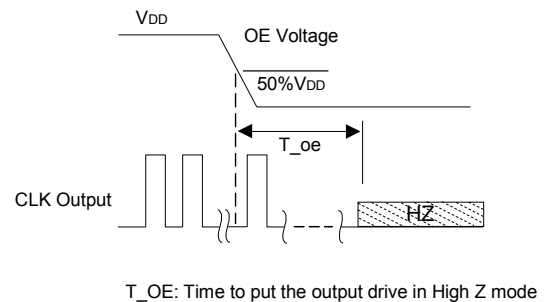 VDD
OE Voltage
50%VDD
T_oe
CLK Output
HZ
T_OE: Time to put the output drive in High Z mode